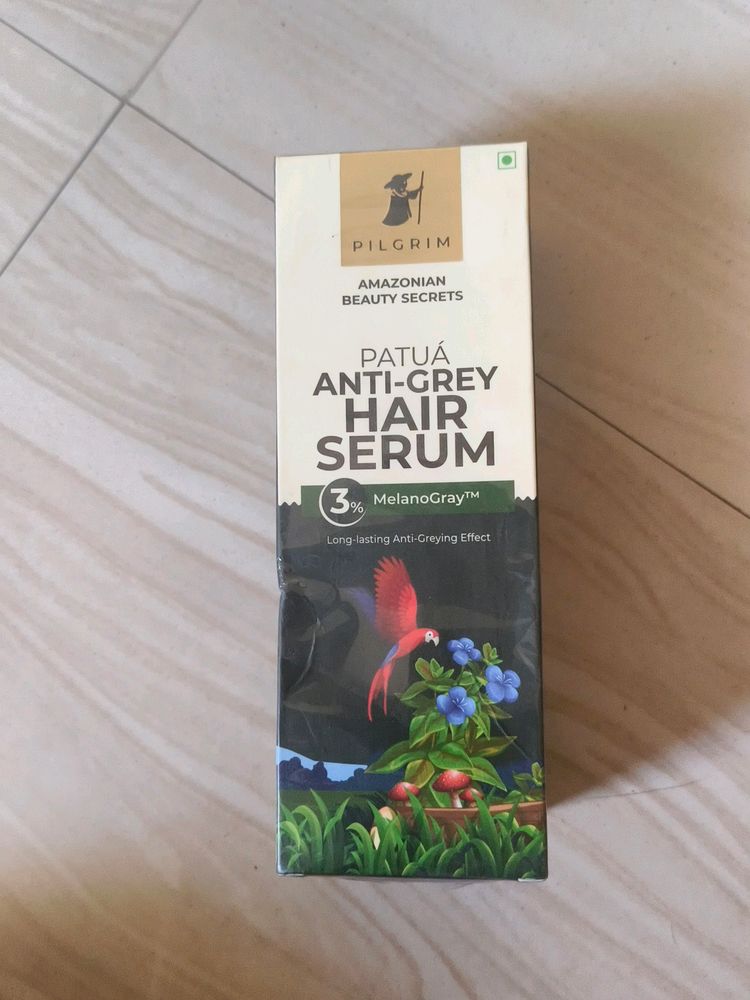 PILGRIM
AMAZONIAN
BEAUTY SECRETS
PATUÁ
ANTI-GREY
HAIR
SERUM
3% MelanoGray™
Long-lasting Anti-Greying Effect